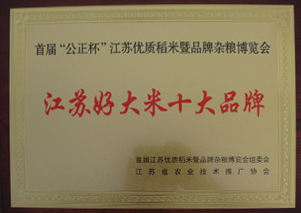 首届“公正杯”江苏优质稻米暨品牌杂粮博览会
江苏好大米十大品牌
首届江苏优质稻米暨品牌杂粮博览会组委会
江苏省农业技术推广协会